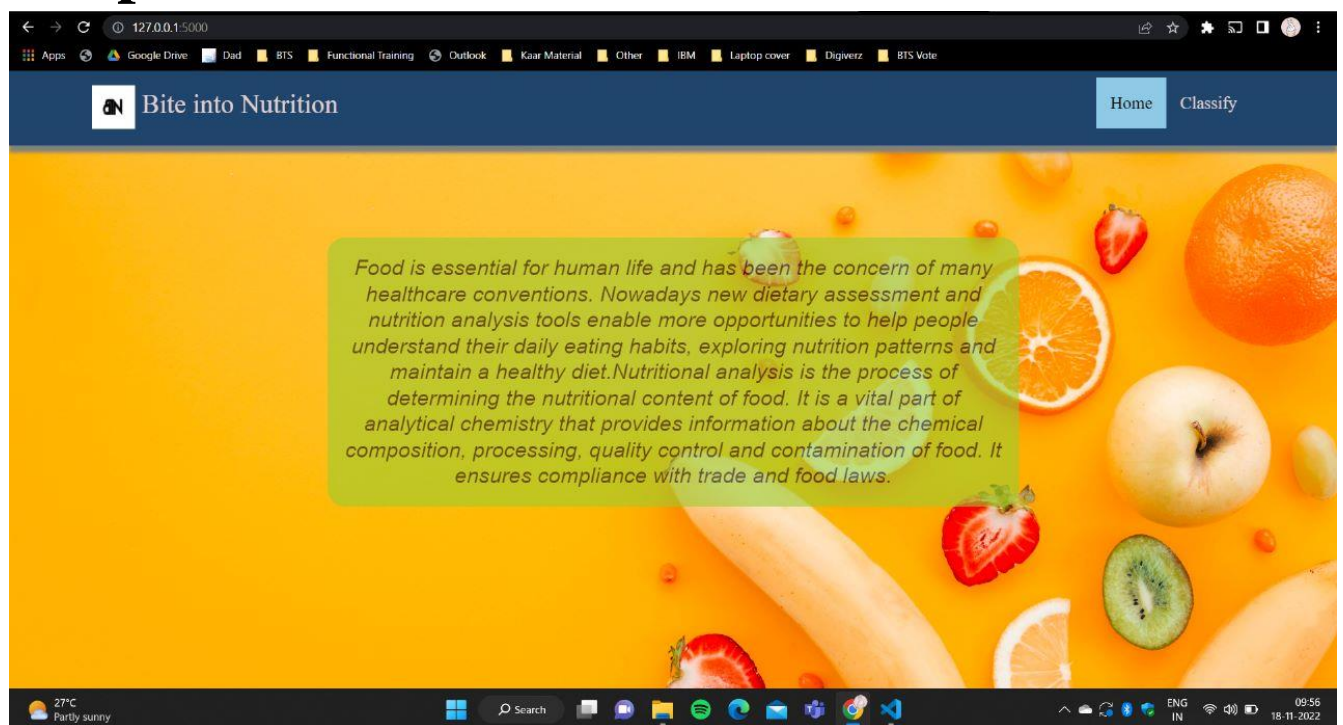 127.0.0.1:5000
Apps Google Drive Dad BTS Functional Training Outlook Kaar Material Other IBM Laptop cover Digiverz BTS Vote
BN Bite into Nutrition Home Classify
Food is essential for human life and has been the concern of many
healthcare conventions. Nowadays new dietary assessment and
nutrition analysis tools enable more opportunities to help people
understand their daily eating habits, exploring nutrition patterns and
maintain a healthy diet.Nutritional analysis is the process of
determining the nutritional content of food. It is a vital part of
analytical chemistry that provides information about the chemical
composition, processing, quality control and contamination of food. It
ensures compliance with trade and food laws.
27°C
Partly sunny
Search
ENG
IN
09:56
18-11-2022